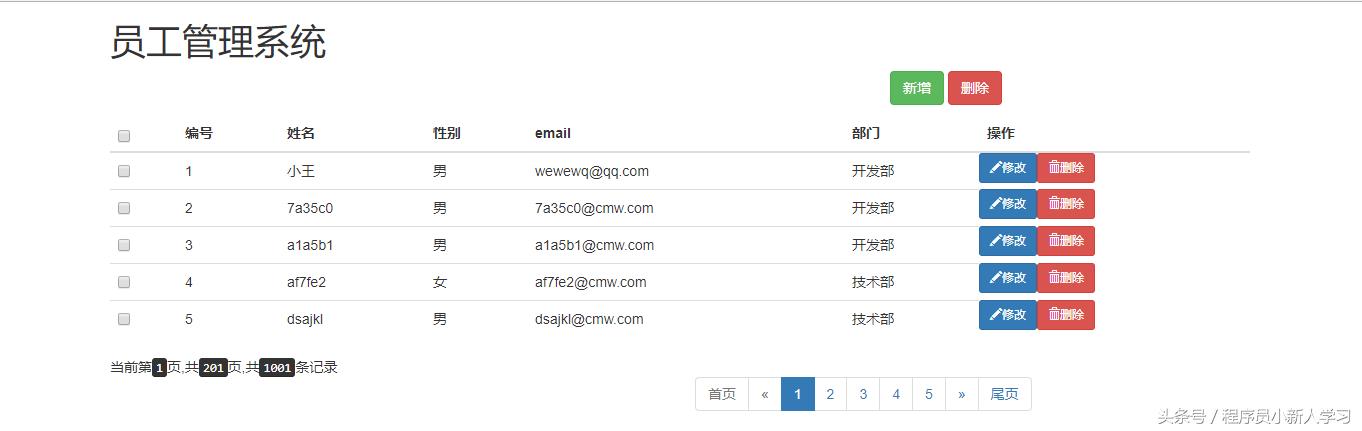 员工管理系统
新增 删除
编号 姓名 性别 email 部门 操作
1 小王 男 wewewq@qq.com 开发部 修改 删除
2 7a35c0 男 7a35c0@cmw.com 开发部 修改 删除
3 a1a5b1 男 a1a5b1@cmw.com 开发部 修改 删除
4 af7fe2 女 af7fe2@cmw.com 技术部 修改 删除
5 dsajkl 男 dsajkl@cmw.com 技术部 修改 删除
当前第1页,共201页,共1001条记录
首页 « 1 2 3 4 5 » 尾页
头条号 / 程序员小新人学习